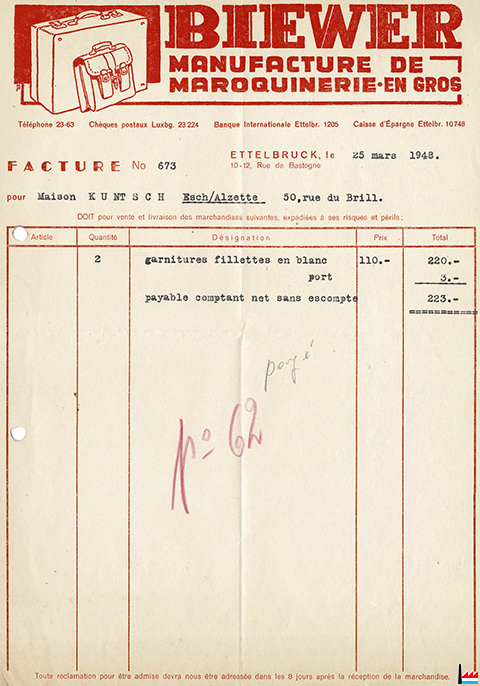 BIEWER
MANUFACTURE DE
MAROQUINERIE·EN GROS
Téléphone 23-63 Chèques postaux Luxbg. 23 224 Banque Internationale Ettelbr. 1205 Caisse d'Épargne Ettelbr. 10748
ETTELBRUCK, le 25 mars 1948.
10-12, Rue de Bastogne
FACTURE No 673
pour Maison KUNTSCH Esch/Alzette 50,rue du Brill.
DOIT pour vente et livraison des marchandises suivantes, expédiées à ses risques et périls :
Article Quantité Désignation Prix Total
2 garnitures fillettes en blanc 110.- 220.-
port 3.-
payable comptant net sans escompte 223.-
payé
No 62
Toute reclamation pour être admise devra nous être adressée dans les 8 jours après la réception de la marchandise.